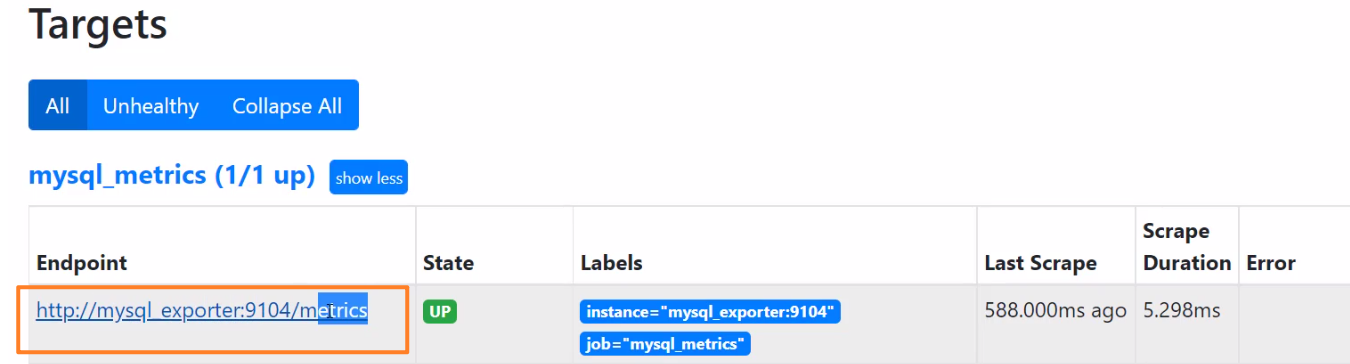 Targets
All Unhealthy Collapse All
mysql_metrics (1/1 up) show less
Endpoint State Labels Last Scrape Scrape Duration Error
http://mysql_exporter:9104/metrics UP instance="mysql_exporter:9104" 588.000ms ago 5.298ms
job="mysql_metrics"